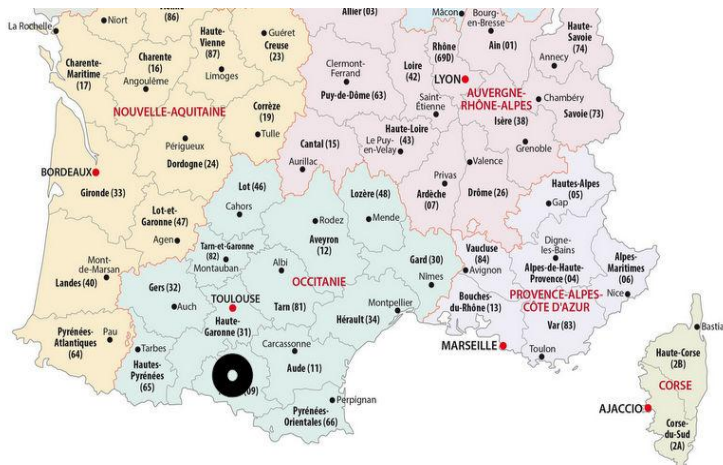 (86)
Niort
La Rochelle
Charente-
Maritime
(17)
Charente
(16)
Angoulême
Haute-
Vienne
(87)
Limoges
Guéret
Creuse
(23)
NOUVELLE-AQUITAINE
Corrèze
(19)
Tulle
Périgueux
Dordogne (24)
BORDEAUX
Gironde (33)
Lot-et-
Garonne (47)
Agen
Mont-
de-Marsan
Landes (40)
Pyrénées-
Atlantiques
(64)
Pau
Allier (03)
Mâcon
Bourg-
en-Bresse
Ain (01)
Haute-
Savoie
(74)
Annecy
Clermont-
Ferrand
Puy-de-Dôme (63)
Loire
(42)
Rhône
(69D)
LYON
AUVERGNE-
RHÔNE-ALPES
Chambéry
Savoie (73)
Saint-
Étienne
Isère (38)
Grenoble
Cantal (15)
Aurillac
Haute-Loire
(43)
Le Puy-
en-Velay
Privas
Ardèche
(07)
Valence
Drôme (26)
Lot (46)
Cahors
Rodez
Aveyron
(12)
Lozère (48)
Mende
Tarn-et-Garonne
(82)
Montauban
Albi
Tarn (81)
OCCITANIE
Gard (30)
Nîmes
Gers (32)
Auch
TOULOUSE
Haute-
Garonne (31)
Montpellier
Hérault (34)
Tarbes
Hautes-
Pyrénées
(65)
09)
Carcassonne
Aude (11)
Perpignan
Pyrénées-
Orientales (66)
Hautes-Alpes
(05)
Gap
Vaucluse
(84)
Avignon
Digne-
les-Bains
Alpes-de-Haute-
Provence (04)
Alpes-
Maritimes
(06)
Nice
Bouches-
du-Rhône (13)
PROVENCE-ALPES-
CÔTE D'AZUR
Var (83)
MARSEILLE
Toulon
Bastia
Haute-Corse
(2B)
CORSE
AJACCIO
Corse-
du-Sud
(2A)